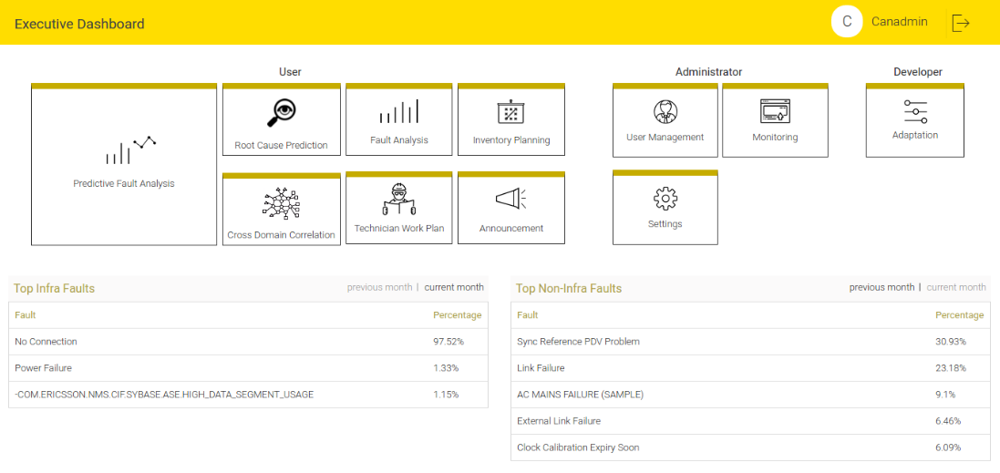 Executive Dashboard
C Canadmin
User
Administrator
Developer
Predictive Fault Analysis
Root Cause Prediction
Fault Analysis
Inventory Planning
User Management
Monitoring
Adaptation
Cross Domain Correlation
Technician Work Plan
Announcement
Settings
Top Infra Faults previous month | current month
Fault Percentage
No Connection 97.52%
Power Failure 1.33%
-COM.ERICSSON.NMS.CIF.SYBASE.ASE.HIGH_DATA_SEGMENT_USAGE 1.15%
Top Non-Infra Faults previous month | current month
Fault Percentage
Sync Reference PDV Problem 30.93%
Link Failure 23.18%
AC MAINS FAILURE (SAMPLE) 9.1%
External Link Failure 6.46%
Clock Calibration Expiry Soon 6.09%